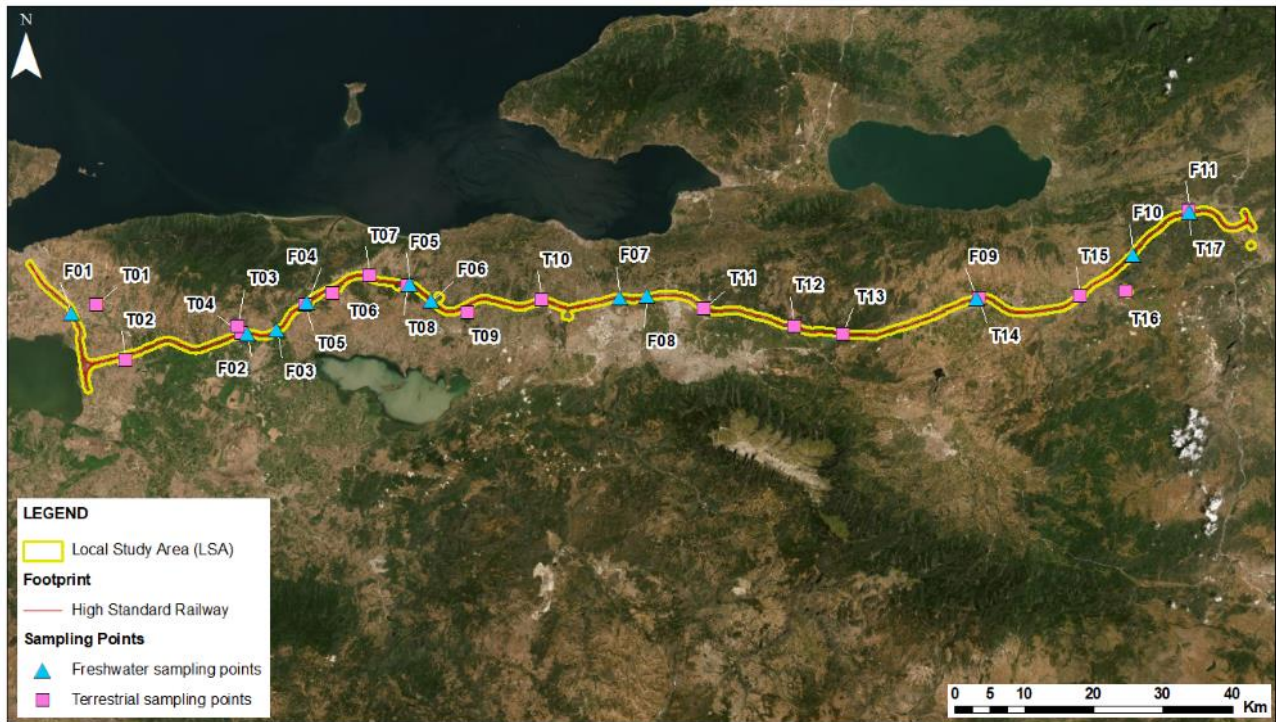 N
F11
F10
F04
T07
F05
F09
T15
T17
F01
T01
T03
F06
T10
F07
T11
T12
T13
T16
T04
T06
T02
T05
T08
T09
F08
T14
F02
F03
LEGEND
Local Study Area (LSA)
Footprint
High Standard Railway
Sampling Points
Freshwater sampling points
Terrestrial sampling points
0 5 10 20 30 40
Km